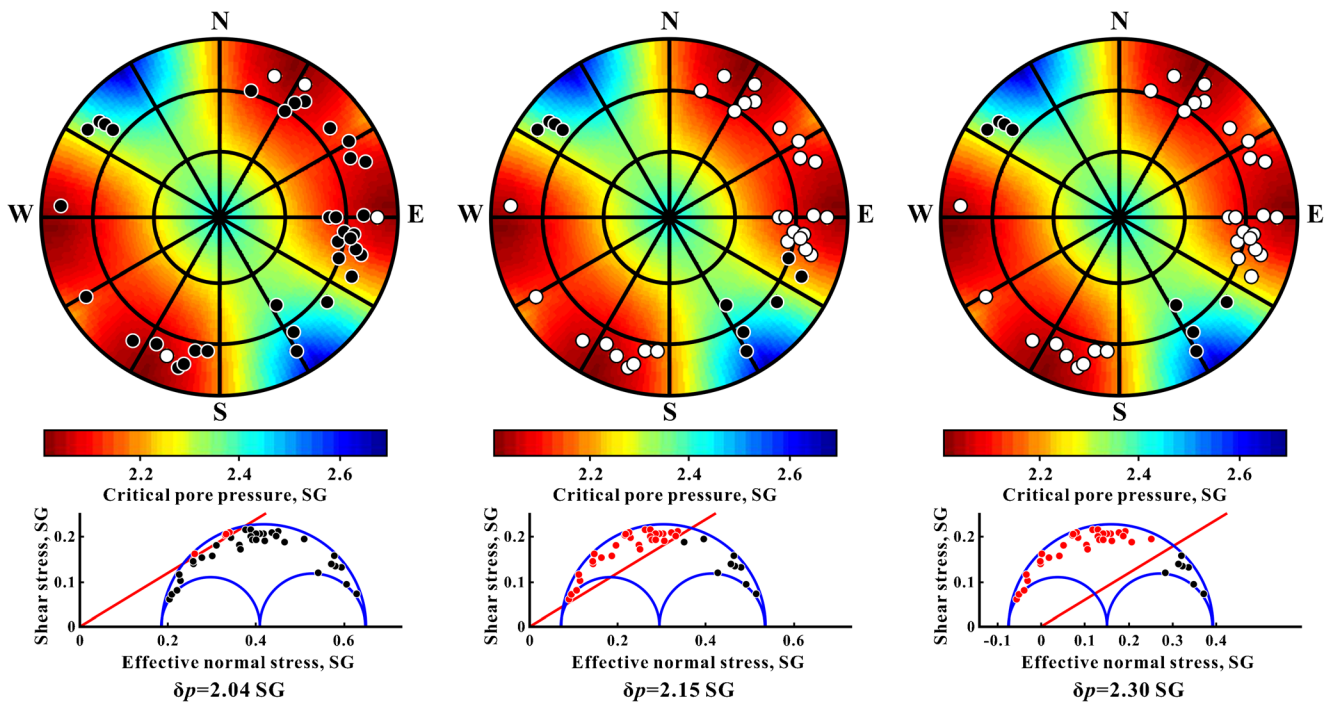 N N N
W E W E W E
S S S
2.2 2.4 2.6 2.2 2.4 2.6 2.2 2.4 2.6
Critical pore pressure, SG Critical pore pressure, SG Critical pore pressure, SG
Shear stress, SG Shear stress, SG Shear stress, SG
0.2 0.2 0.2
0.1 0.1 0.1
0 0 0
0 0.2 0.4 0.6 0 0.2 0.4 0.6 -0.1 0 0.1 0.2 0.3 0.4
Effective normal stress, SG Effective normal stress, SG Effective normal stress, SG
δp=2.04 SG δp=2.15 SG δp=2.30 SG